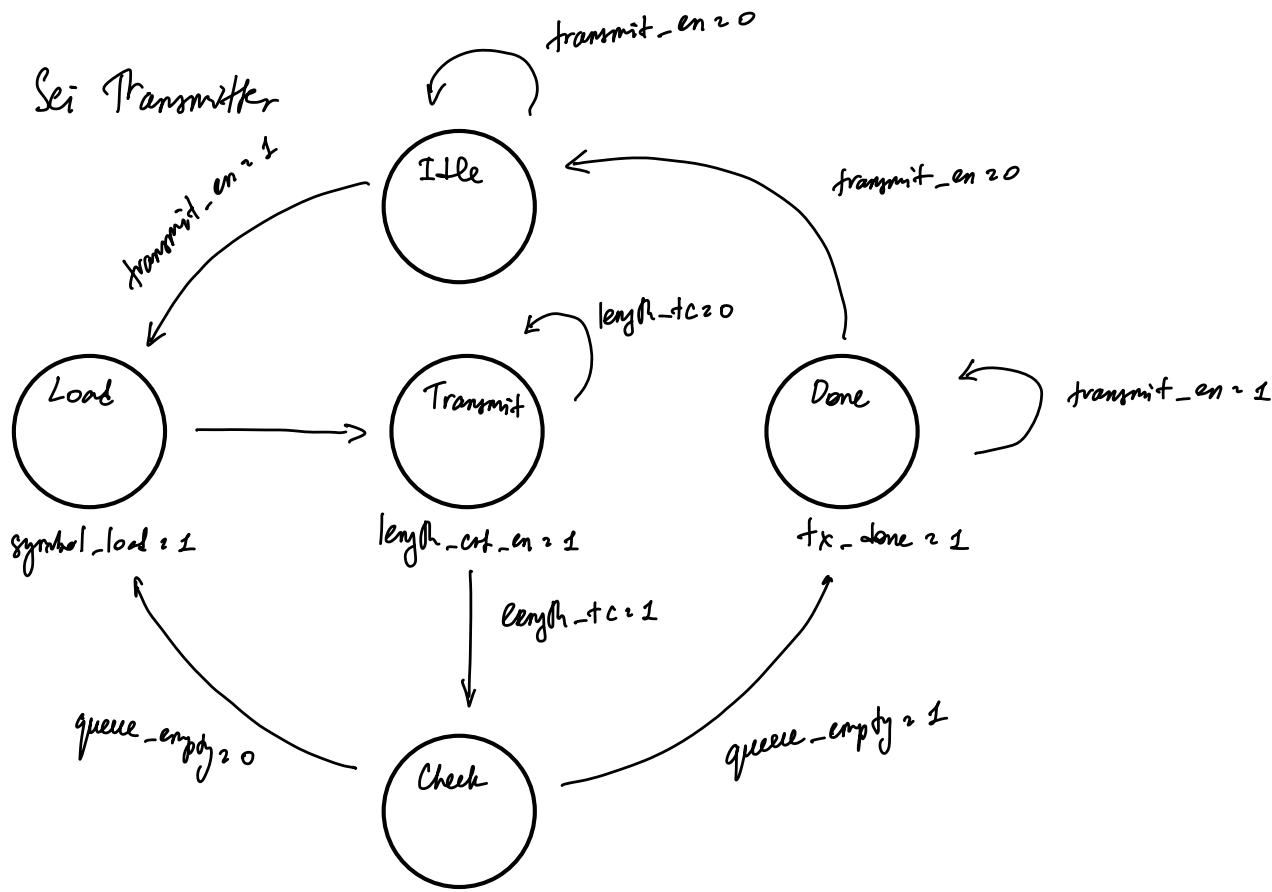 transmit_en = 0
Sci Transmitter
transmit_en = 1
Idle
transmit_en = 0
length_tc = 0
Load
Transmit
Done
transmit_en = 1
symbol_load = 1
length_cnt_en = 1
tx_done = 1
length_tc = 1
queue_empty = 0
queue_empty = 1
Check